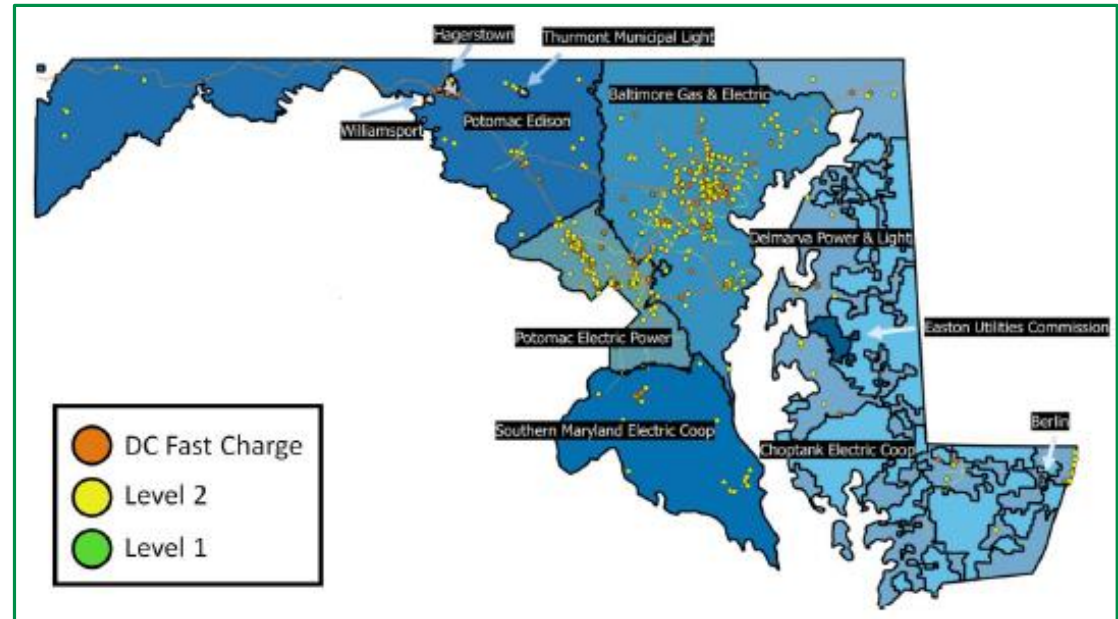 Hagerstown
Thurmont Municipal Light
Baltimore Gas & Electric
Williamsport
Potomac Edison
Delmarva Power & Light
Easton Utilities Commission
Potomac Electric Power
Berlin
Southern Maryland Electric Coop
Choptank Electric Coop
DC Fast Charge
Level 2
Level 1